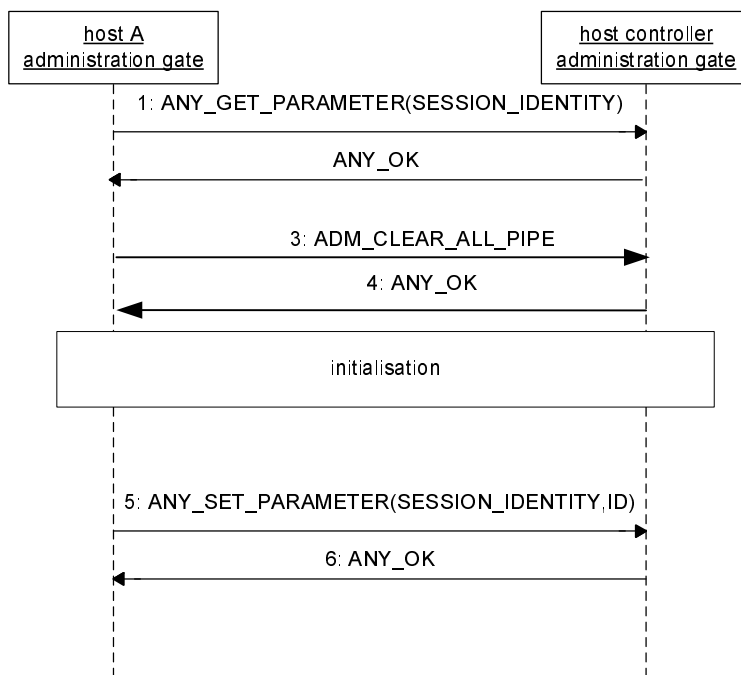 host A
administration gate
host controller
administration gate
1: ANY_GET_PARAMETER(SESSION_IDENTITY)
ANY_OK
3: ADM_CLEAR_ALL_PIPE
4: ANY_OK
initialisation
5: ANY_SET_PARAMETER(SESSION_IDENTITY,ID)
6: ANY_OK